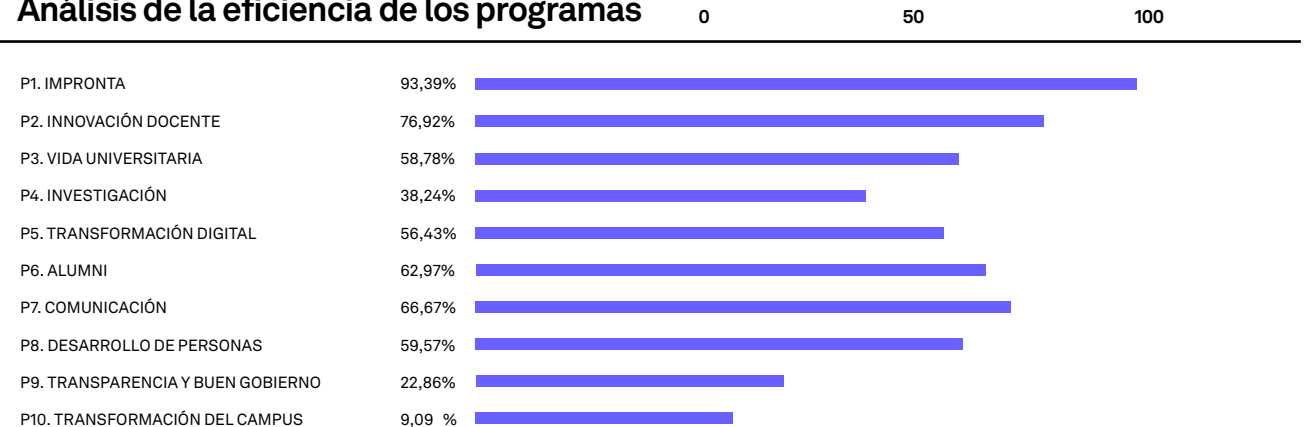 Análisis de la eficiencia de los programas 0 50 100
P1. IMPRONTA 93,39%
P2. INNOVACIÓN DOCENTE 76,92%
P3. VIDA UNIVERSITARIA 58,78%
P4. INVESTIGACIÓN 38,24%
P5. TRANSFORMACIÓN DIGITAL 56,43%
P6. ALUMNI 62,97%
P7. COMUNICACIÓN 66,67%
P8. DESARROLLO DE PERSONAS 59,57%
P9. TRANSPARENCIA Y BUEN GOBIERNO 22,86%
P10. TRANSFORMACIÓN DEL CAMPUS 9,09 %